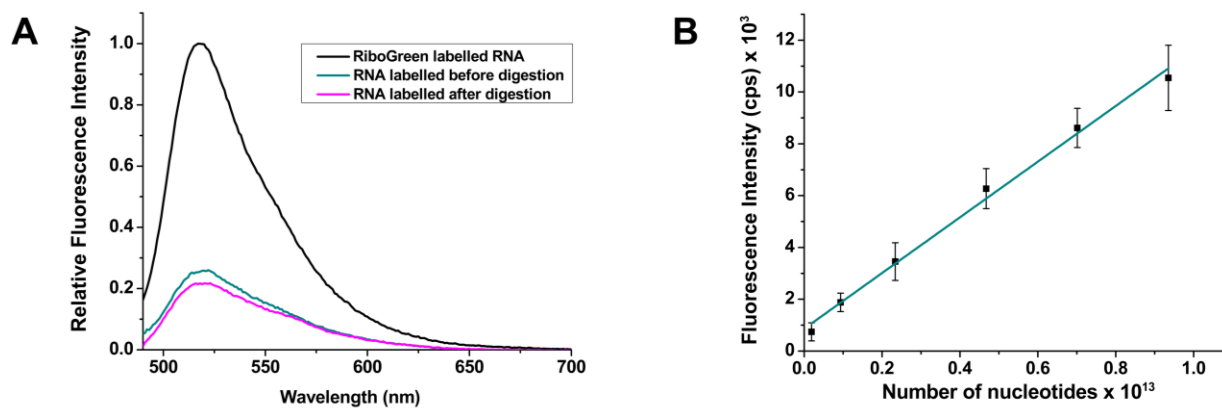 A
Relative Fluorescence Intensity
1.0
0.8
0.6
0.4
0.2
0.0
RiboGreen labelled RNA
RNA labelled before digestion
RNA labelled after digestion
500 550 600 650 700
Wavelength (nm)
B
Fluorescence Intensity (cps) x 10³
12
10
8
6
4
2
0
0.0 0.2 0.4 0.6 0.8 1.0
Number of nucleotides x 10¹³